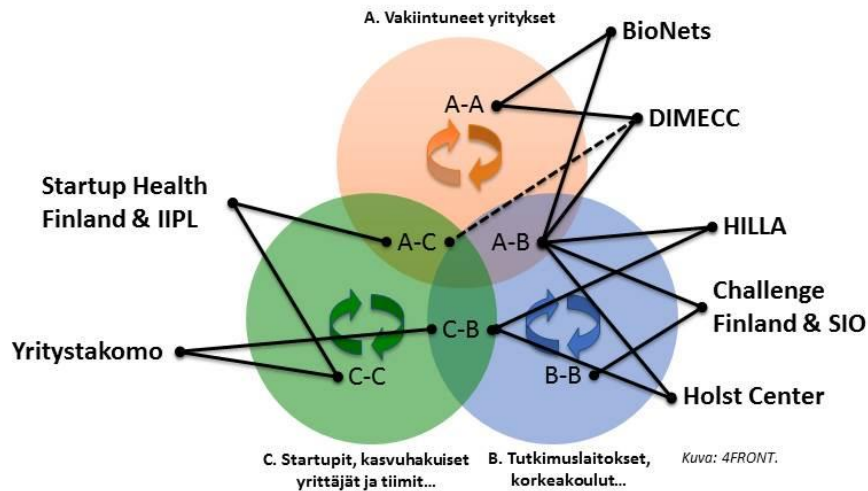 A. Vakiintuneet yritykset
BioNets
A-A
DIMECC
Startup Health
Finland & IIPL
A-C
A-B
HILLA
Challenge
Finland & SIO
C-B
Yritystakomo
C-C
B-B
Holst Center
C. Startupit, kasvuhakuiset
yrittäjät ja tiimit...
B. Tutkimuslaitokset,
korkeakoulut...
Kuva: 4FRONT.